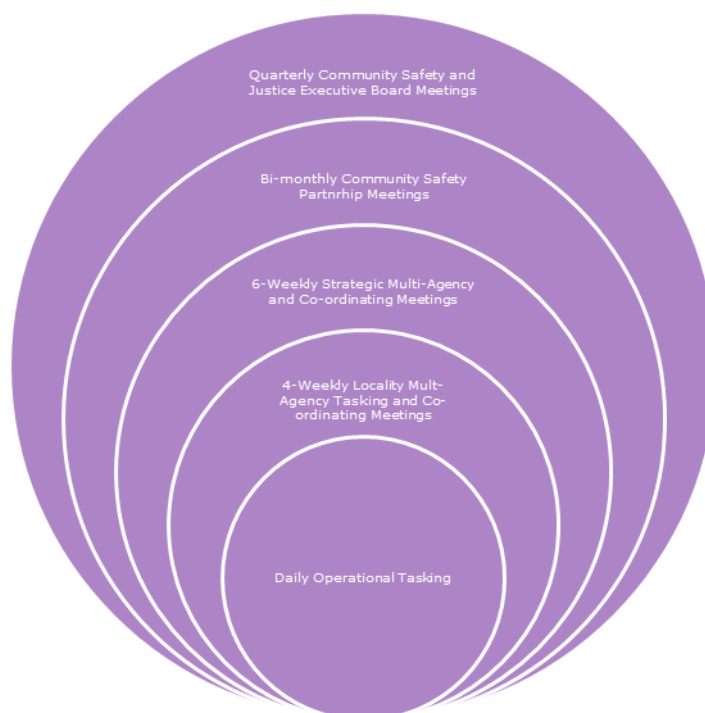 Quarterly Community Safety and
Justice Executive Board Meetings
Bi-monthly Community Safety
Partnrhip Meetings
6-Weekly Strategic Multi-Agency
and Co-ordinating Meetings
4-Weekly Locality Mult-
Agency Tasking and Co-
ordinating Meetings
Daily Operational Tasking